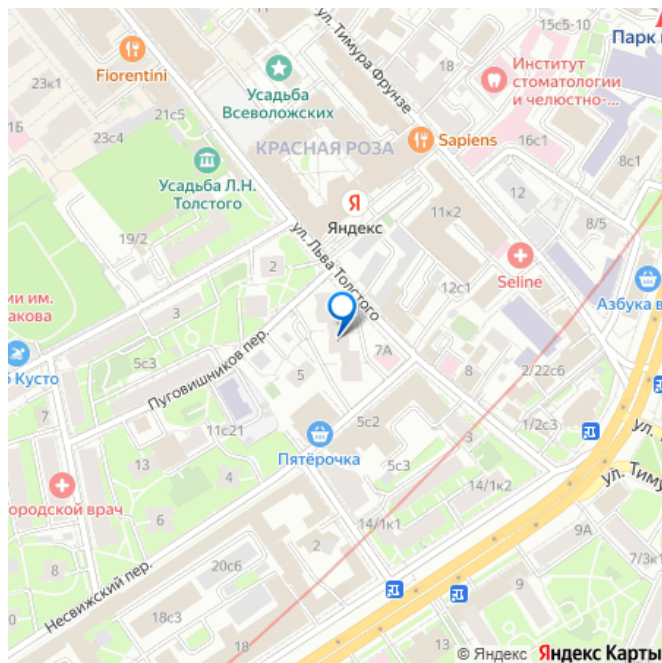 15с5-10
Парк к
ул. Тимура Фрунзе
18
Fiorentini
Институт
стоматологии
и челюстно-...
23к1
Усадьба
Всеволожских
21с5
1Б
23с4
КРАСНАЯ РОЗА
Sapiens
16с1
8с1
Усадьба Л.Н.
Толстого
12
Яндекс
11к2
8/5
19/2
ул. Льва Толстого
Seline
2
12с1
Азбука в
ии им.
акова
3
5с3
Пуговишников пер.
7А
б Кусто
5
8
2/22с6
7
11с21
5с2
1/2с3
4
Пятёрочка
3
13
5с3
ул. Тиму
ородской врач
14/1к2
6
14/1к1
9А
2
7/3к1
8
20с6
Несвижский пер.
9
18с3
18
13
© Яндекс Яндекс Карты